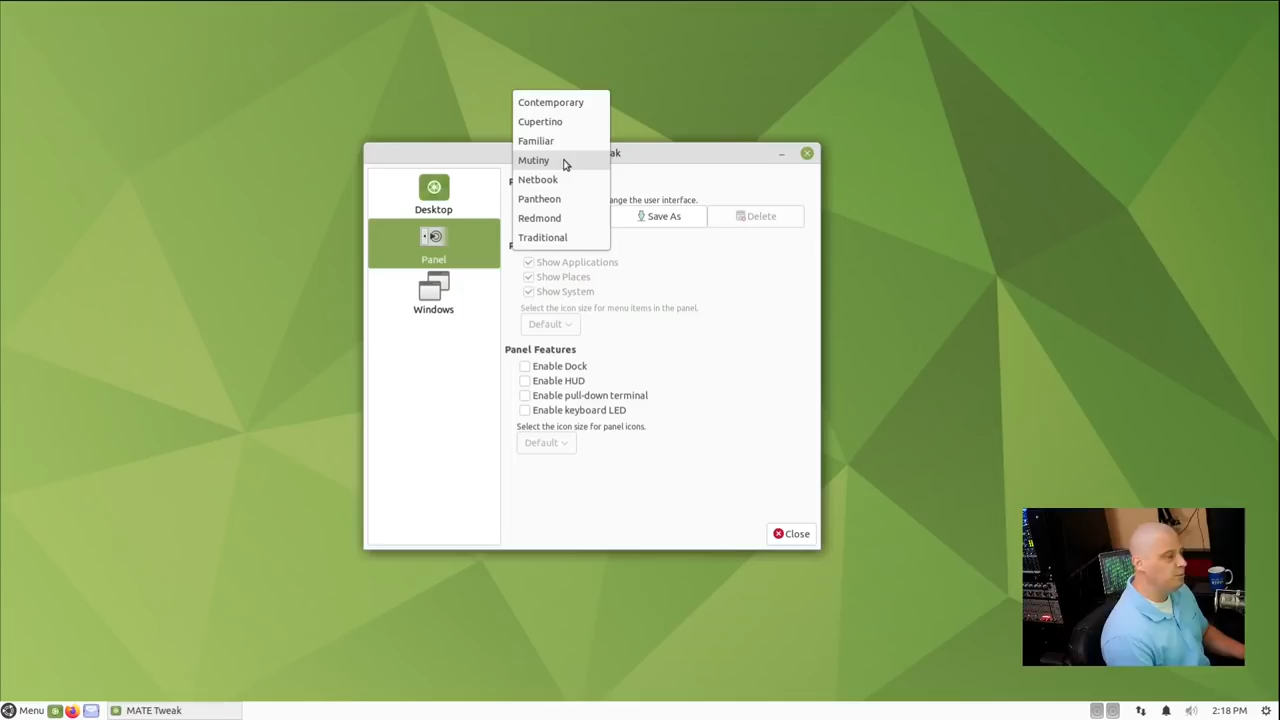 Contemporary
Cupertino
Familiar
Mutiny
Netbook
Pantheon
Redmond
Traditional
ak
Desktop
Panel
Windows
P
nge the user interface.
Save As
Delete
P
Show Applications
Show Places
Show System
Select the icon size for menu items in the panel.
Default
Panel Features
Enable Dock
Enable HUD
Enable pull-down terminal
Enable keyboard LED
Select the icon size for panel icons.
Default
Close
Menu
MATE Tweak
2:18 PM